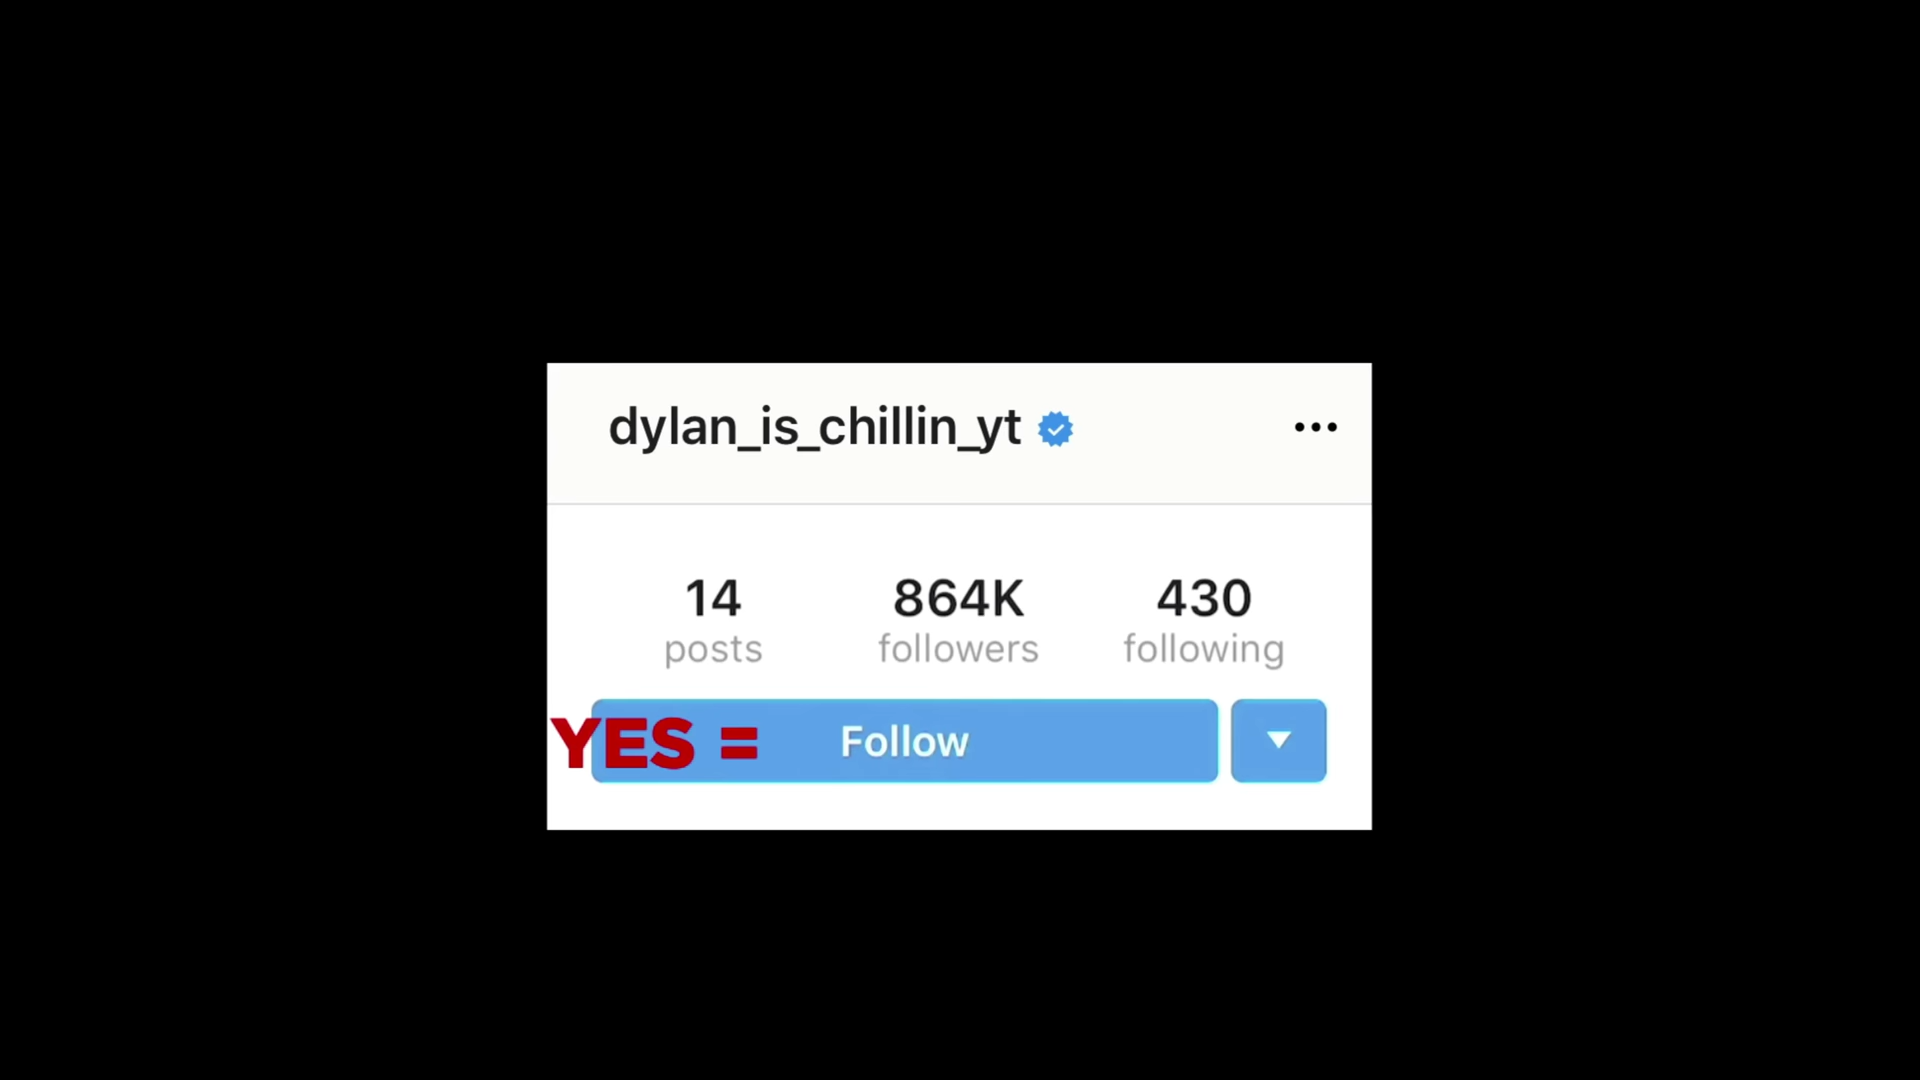 dylan_is_chillin_yt
14 864K 430
posts followers following
YES = Follow